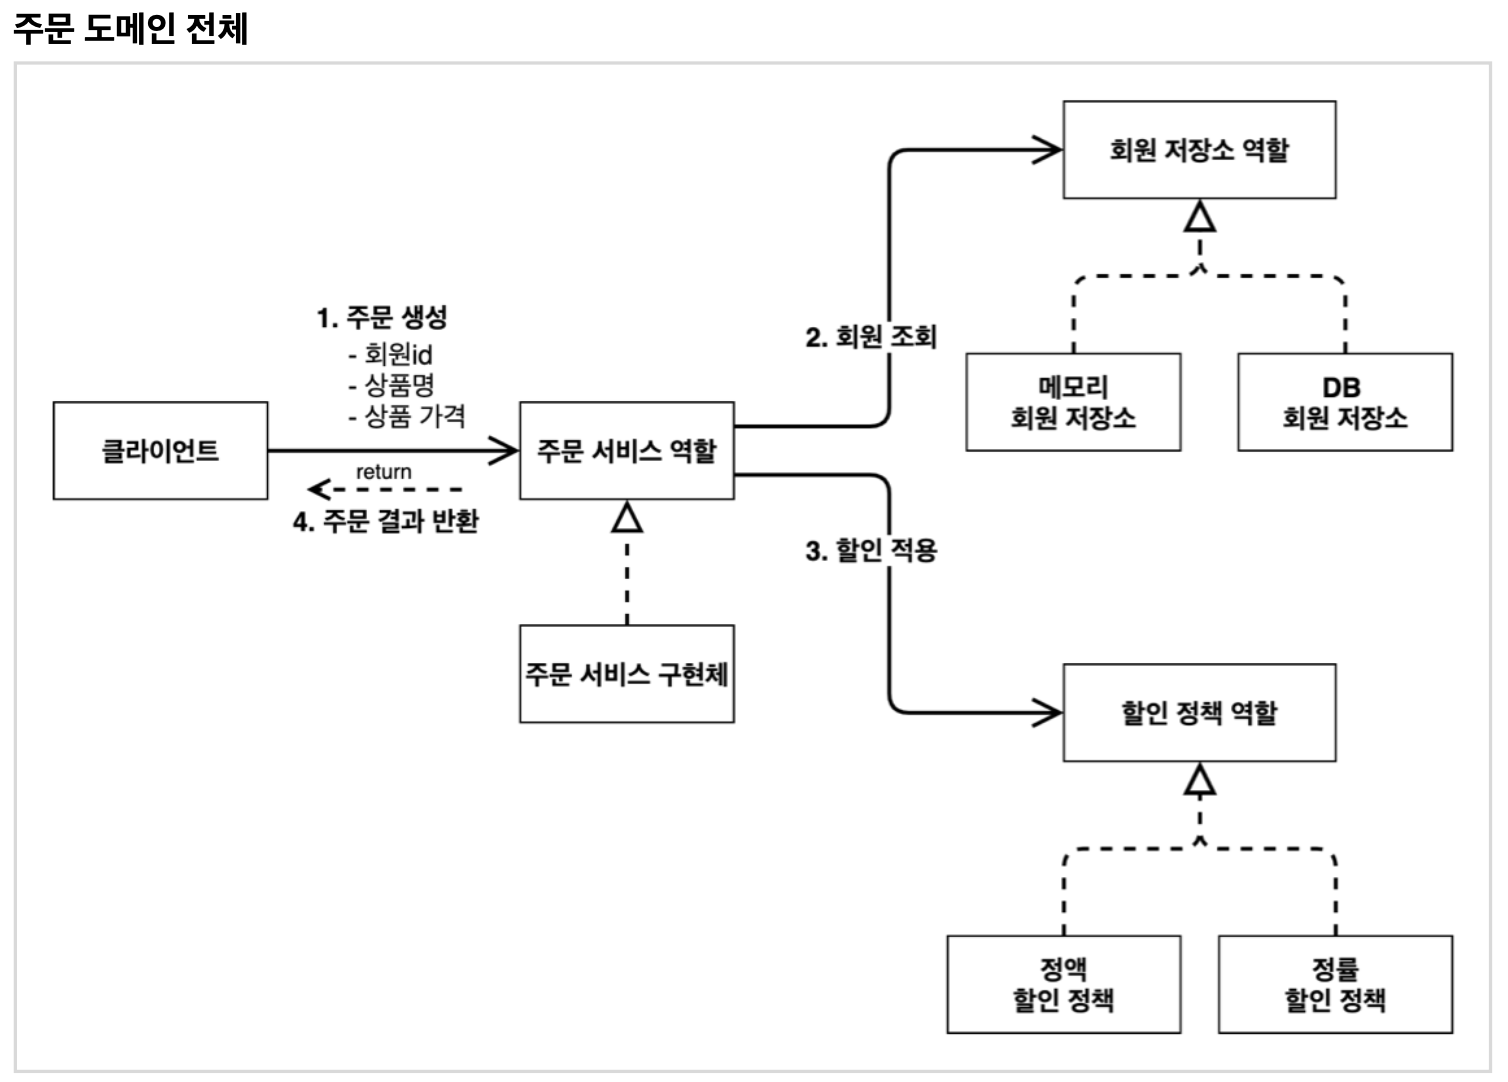 주문 도메인 전체
회원 저장소 역할
1. 주문 생성
- 회원id
- 상품명
- 상품 가격
2. 회원 조회
메모리
회원 저장소
DB
회원 저장소
클라이언트
주문 서비스 역할
return
4. 주문 결과 반환
3. 할인 적용
주문 서비스 구현체
할인 정책 역할
정액
할인 정책
정률
할인 정책